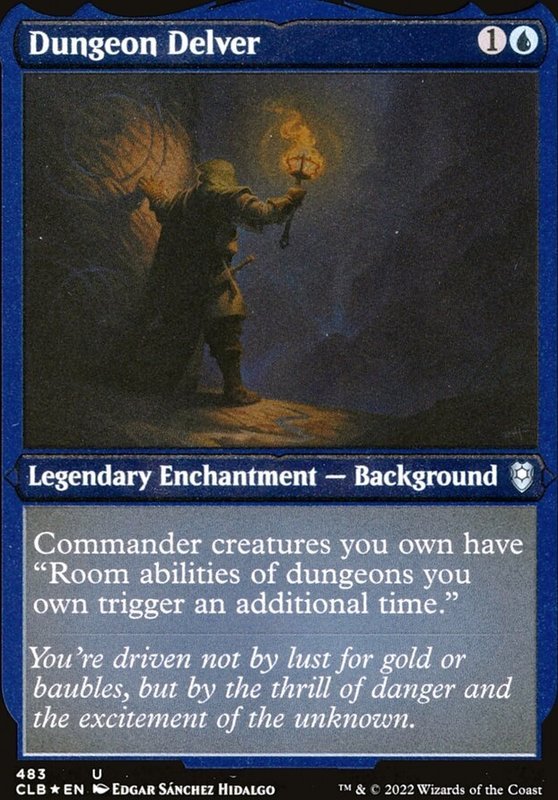 Dungeon Delver 1
Legendary Enchantment — Background
Commander creatures you own have
“Room abilities of dungeons you
own trigger an additional time.”
You’re driven not by lust for gold or
baubles, but by the thrill of danger and
the excitement of the unknown.
483 U
CLB ★ EN Edgar Sánchez Hidalgo ™ & © 2022 Wizards of the Coast